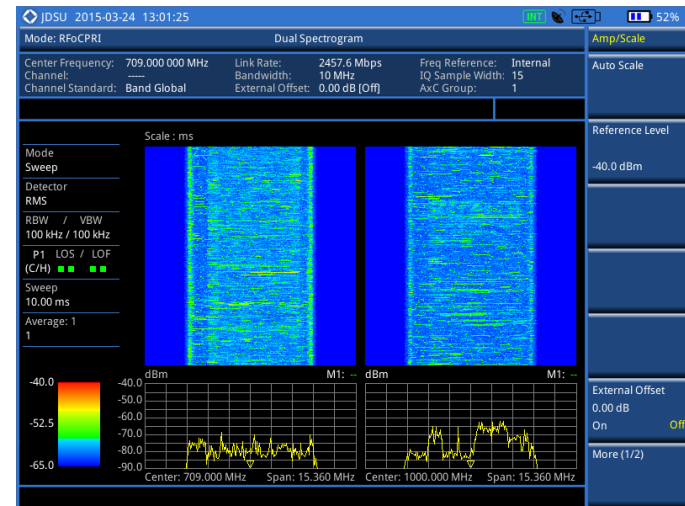 JDSU 2015-03-24 13:01:25 INT 52%
Mode: RFoCPRI Dual Spectrogram Amp/Scale
Center Frequency: 709.000 000 MHz Link Rate: 2457.6 Mbps Freq Reference: Internal
Channel: ----- Bandwidth: 10 MHz IQ Sample Width: 15
Channel Standard: Band Global External Offset: 0.00 dB [Off] AxC Group: 1
Auto Scale
Reference Level
-40.0 dBm
Scale : ms
Mode
Sweep
Detector
RMS
RBW / VBW
100 kHz / 100 kHz
P1 LOS / LOF
(C/H)
Sweep
10.00 ms
Average: 1
1
-40.0
-52.5
-65.0
dBm M1: --
-40.0
-50.0
-60.0
-70.0
-80.0
-90.0
Center: 709.000 MHz Span: 15.360 MHz
dBm M1: --
Center: 1000.000 MHz Span: 15.360 MHz
External Offset
0.00 dB
On Off
More (1/2)